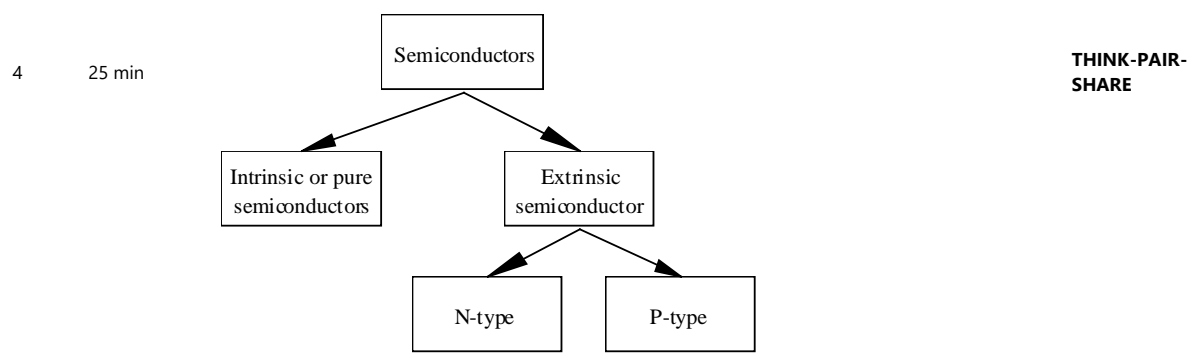 Semiconductors
4
25 min
THINK-PAIR-
SHARE
Intrinsic or pure
semiconductors
Extrinsic
semiconductor
N-type
P-type